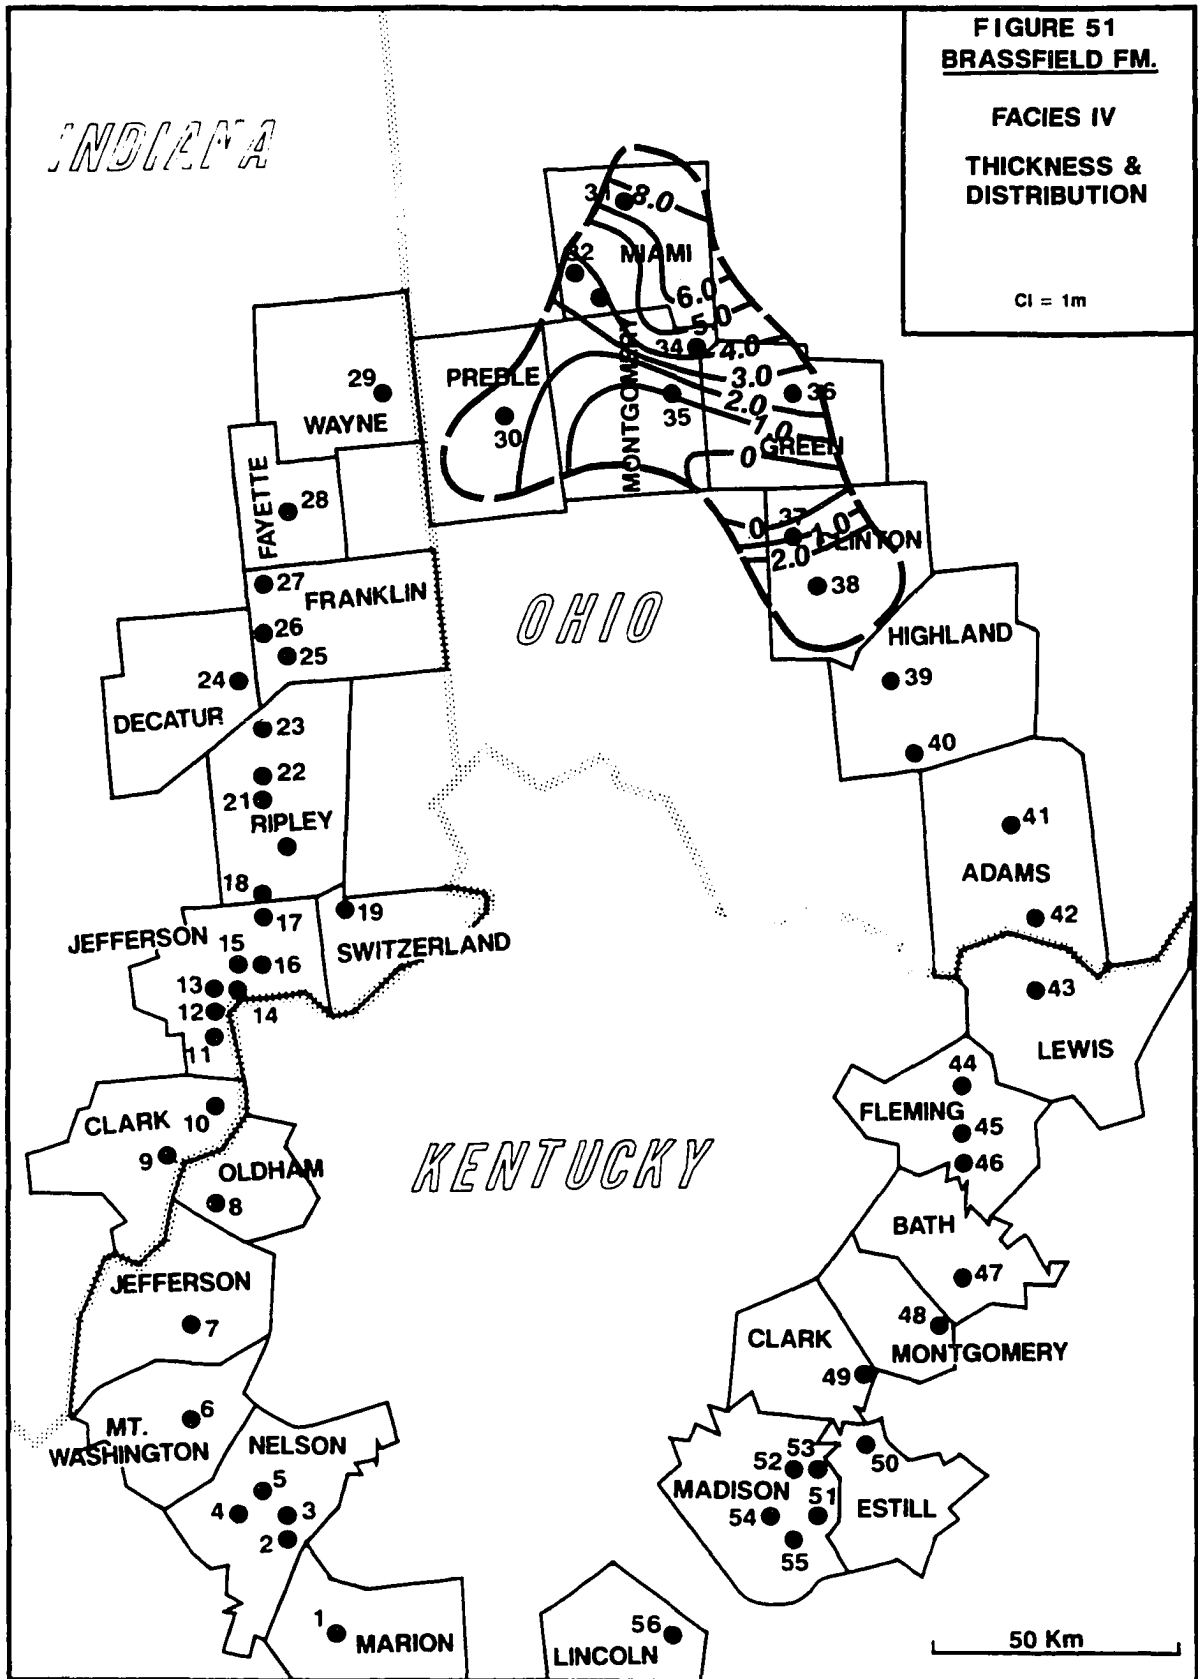 FIGURE 51
BRASSFIELD FM.
FACIES IV
THICKNESS &
DISTRIBUTION
CI = 1m
INDIANA
31
8.0
32
MIAMI
6.0
5.0
34
4.0
29
PREBLE
3.0
36
WAYNE
30
MONTGOMERY
35
2.0
1.0
0
GREEN
FAYETTE
28
0
37
1.0
CLINTON
2.0
27
FRANKLIN
38
OHIO
26
HIGHLAND
25
24
39
DECATUR
23
40
22
21
RIPLEY
41
18
ADAMS
19
17
42
JEFFERSON
SWITZERLAND
15
16
13
43
12
14
11
LEWIS
44
CLARK
10
FLEMING
45
9
OLDHAM
KENTUCKY
46
8
BATH
JEFFERSON
47
7
48
CLARK
MONTGOMERY
49
6
MT.
WASHINGTON
NELSON
53
50
52
5
MADISON
51
4
3
54
ESTILL
2
55
1
MARION
56
LINCOLN
50 Km